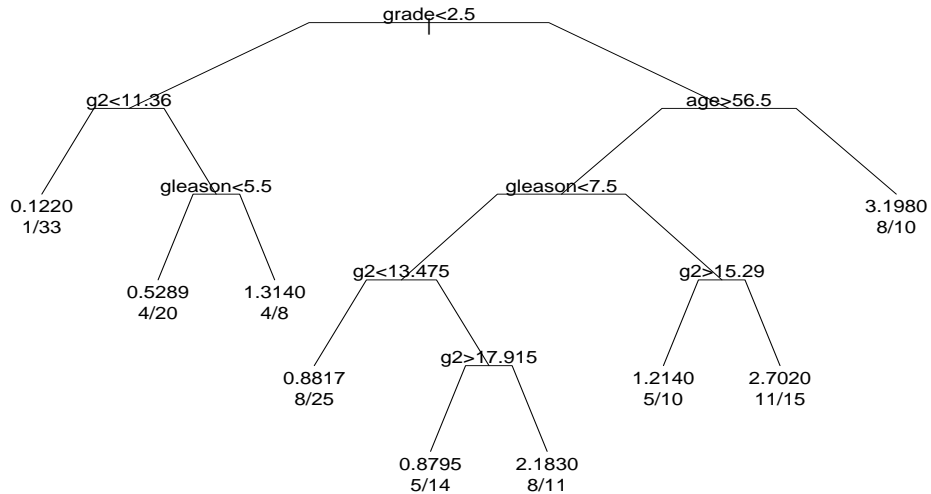 grade<2.5
g2<11.36
age>56.5
gleason<5.5
gleason<7.5
0.1220
1/33
3.1980
8/10
g2<13.475
g2>15.29
0.5289
4/20
1.3140
4/8
g2>17.915
0.8817
8/25
1.2140
5/10
2.7020
11/15
0.8795
5/14
2.1830
8/11